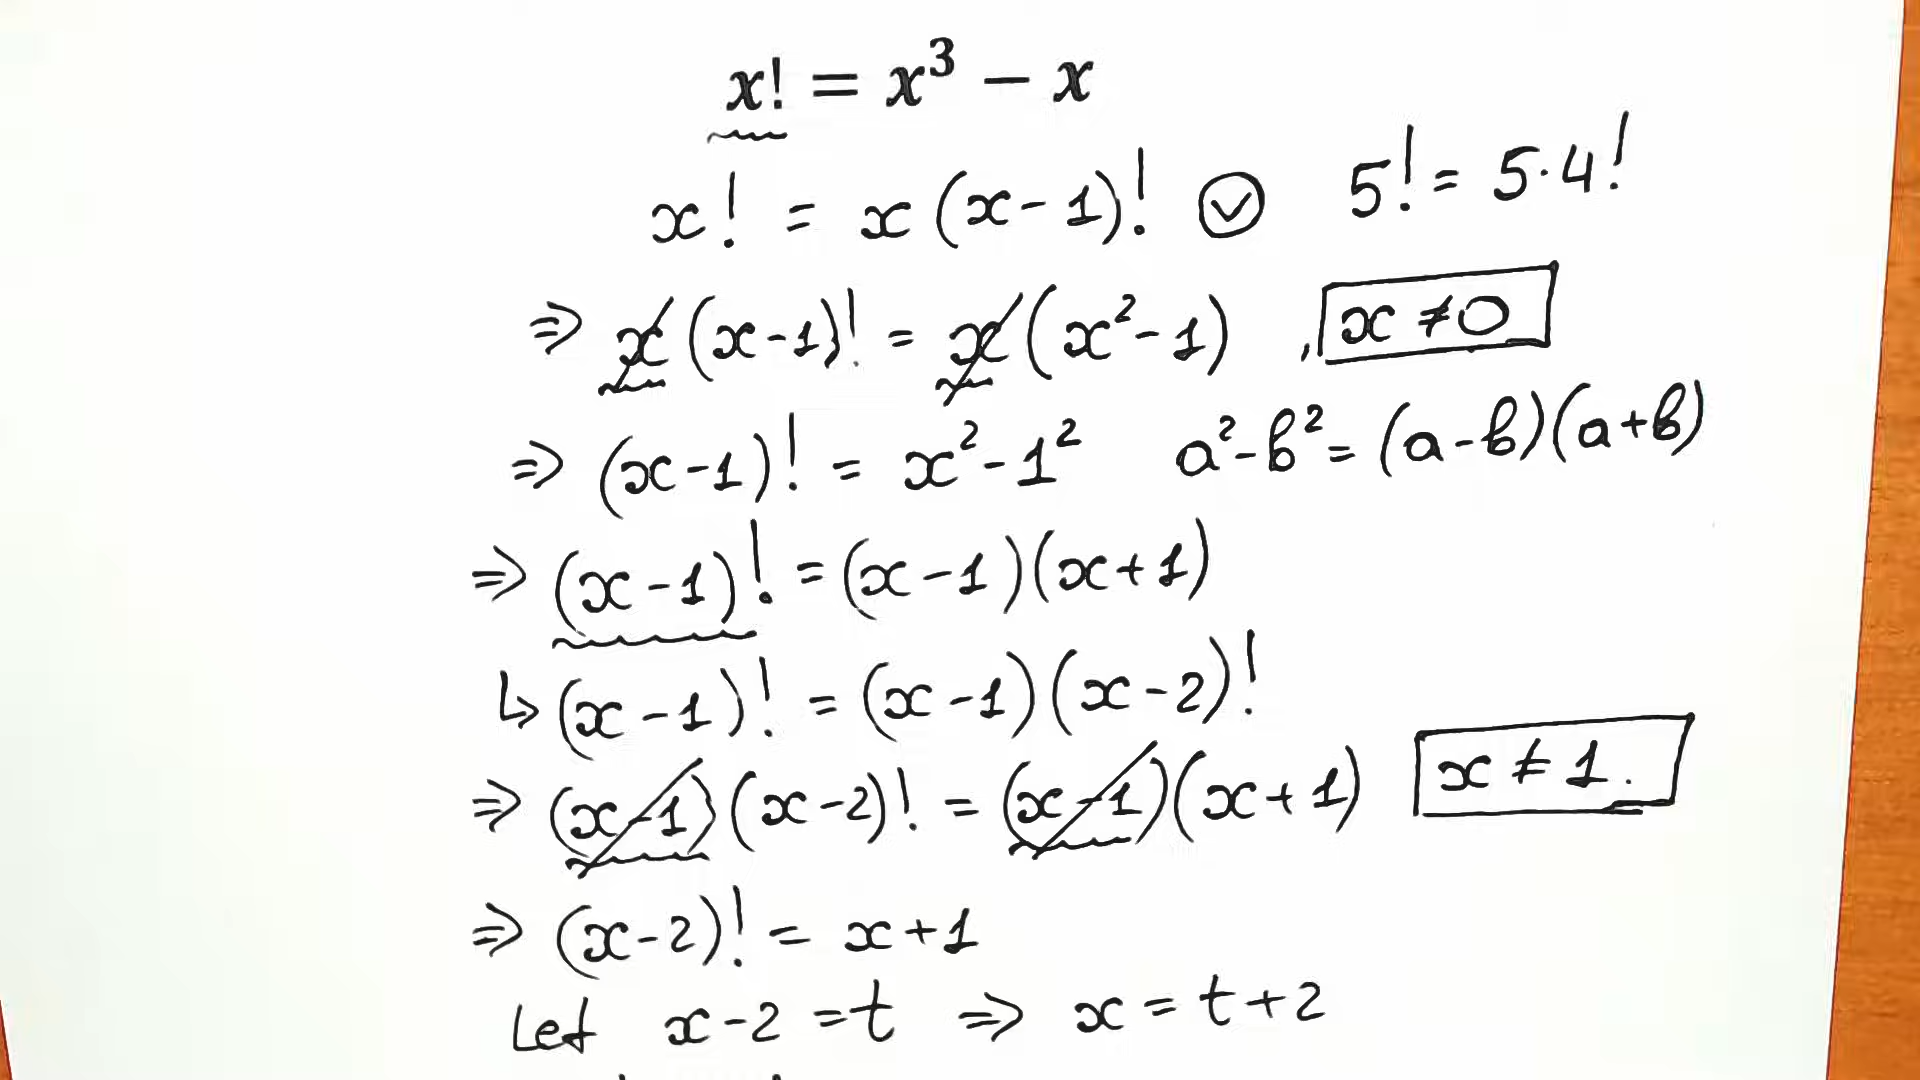 x! = x³ − x
x! = x(x-1)! 5! = 5·4!
⇒ x(x-1)! = x(x²-1) , x ≠ 0
⇒ (x-1)! = x²-1² a²-b² = (a-b)(a+b)
⇒ (x-1)! = (x-1)(x+1)
↳ (x-1)! = (x-1)(x-2)!
⇒ (x-1)(x-2)! = (x-1)(x+1) x ≠ 1.
⇒ (x-2)! = x+1
Let x-2 = t ⇒ x = t+2